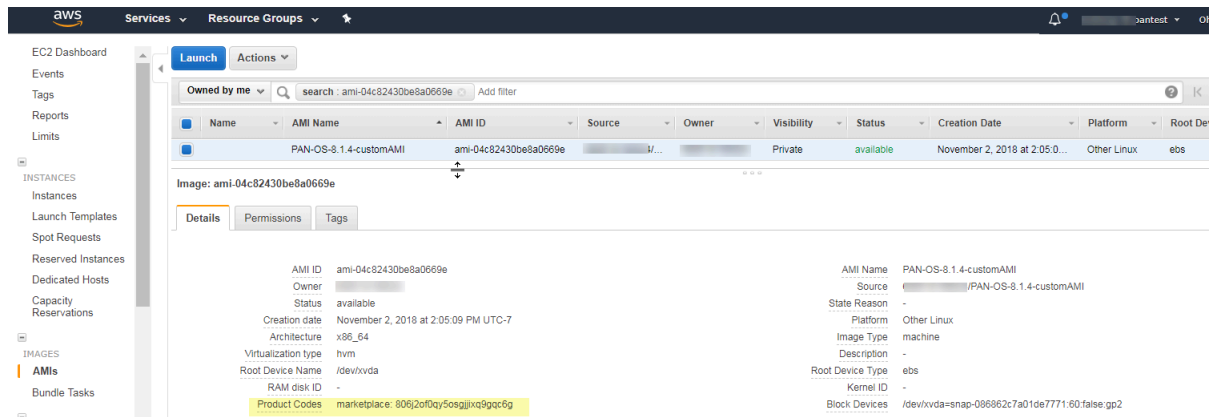 aws Services Resource Groups pantest Oh
EC2 Dashboard
Events
Tags
Reports
Limits
INSTANCES
Instances
Launch Templates
Spot Requests
Reserved Instances
Dedicated Hosts
Capacity
Reservations
IMAGES
AMIs
Bundle Tasks
Launch Actions
Owned by me search : ami-04c82430be8a0669e Add filter
Name AMI Name AMI ID Source Owner Visibility Status Creation Date Platform Root De
PAN-OS-8.1.4-customAMI ami-04c82430be8a0669e /... Private available November 2, 2018 at 2:05:0... Other Linux ebs
Image: ami-04c82430be8a0669e
Details Permissions Tags
AMI ID ami-04c82430be8a0669e AMI Name PAN-OS-8.1.4-customAMI
Owner Source /PAN-OS-8.1.4-customAMI
Status available State Reason -
Creation date November 2, 2018 at 2:05:09 PM UTC-7 Platform Other Linux
Architecture x86_64 Image Type machine
Virtualization type hvm Description -
Root Device Name /dev/xvda Root Device Type ebs
RAM disk ID - Kernel ID -
Product Codes marketplace: 806j2of0qy5osgjjixq9gqc6g Block Devices /dev/xvda=snap-086862c7a01de7771:60:false:gp2